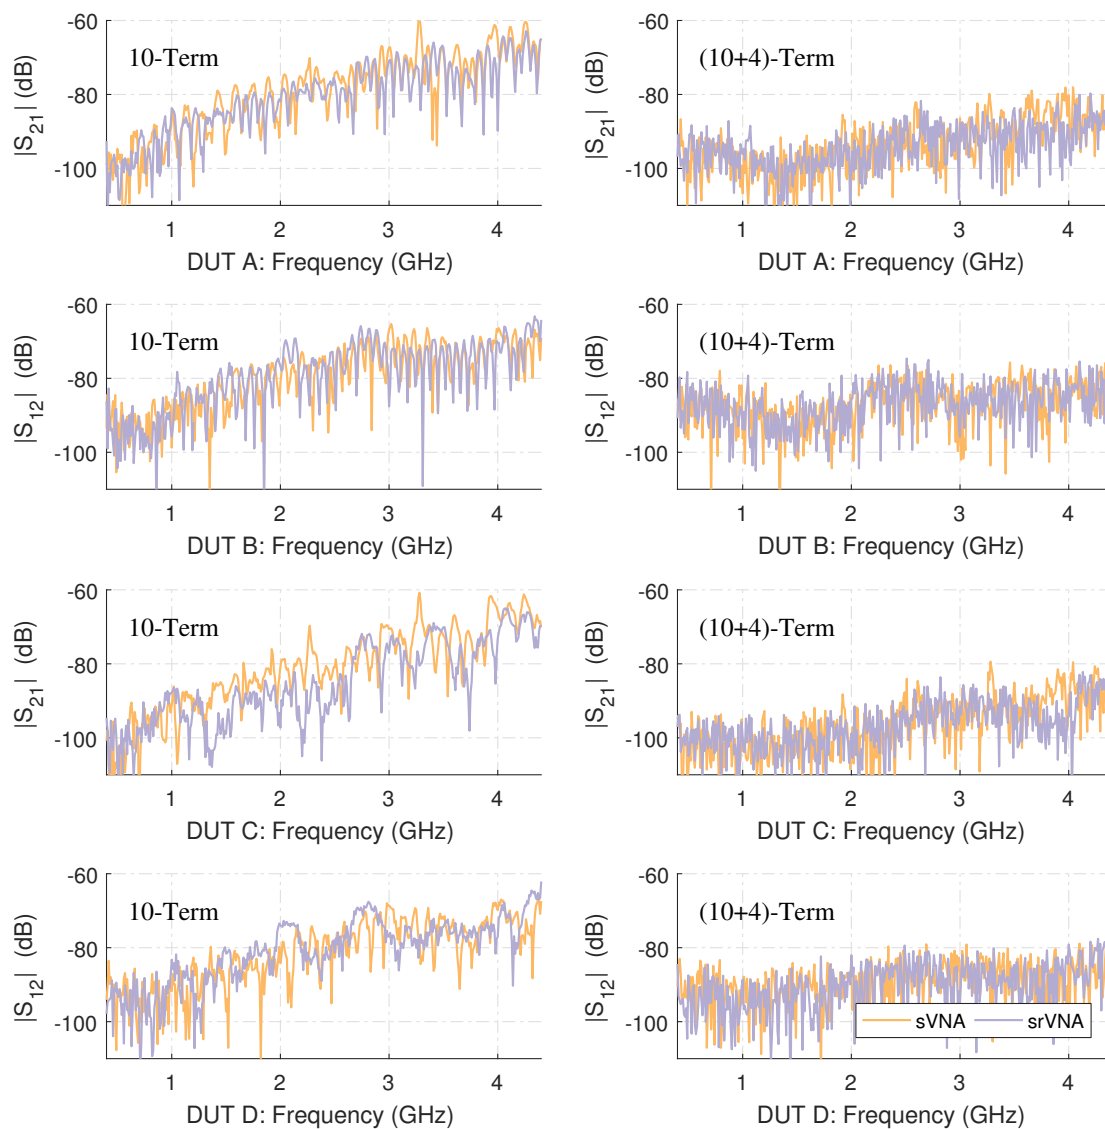 -60
-80
-100
|S21| (dB)
10-Term
1 2 3 4
DUT A: Frequency (GHz)
-60
-80
-100
|S21| (dB)
(10+4)-Term
1 2 3 4
DUT A: Frequency (GHz)
-60
-80
-100
|S12| (dB)
10-Term
1 2 3 4
DUT B: Frequency (GHz)
-60
-80
-100
|S12| (dB)
(10+4)-Term
1 2 3 4
DUT B: Frequency (GHz)
-60
-80
-100
|S21| (dB)
10-Term
1 2 3 4
DUT C: Frequency (GHz)
-60
-80
-100
|S21| (dB)
(10+4)-Term
1 2 3 4
DUT C: Frequency (GHz)
-60
-80
-100
|S12| (dB)
10-Term
1 2 3 4
DUT D: Frequency (GHz)
-60
-80
-100
|S12| (dB)
(10+4)-Term
sVNA srVNA
1 2 3 4
DUT D: Frequency (GHz)